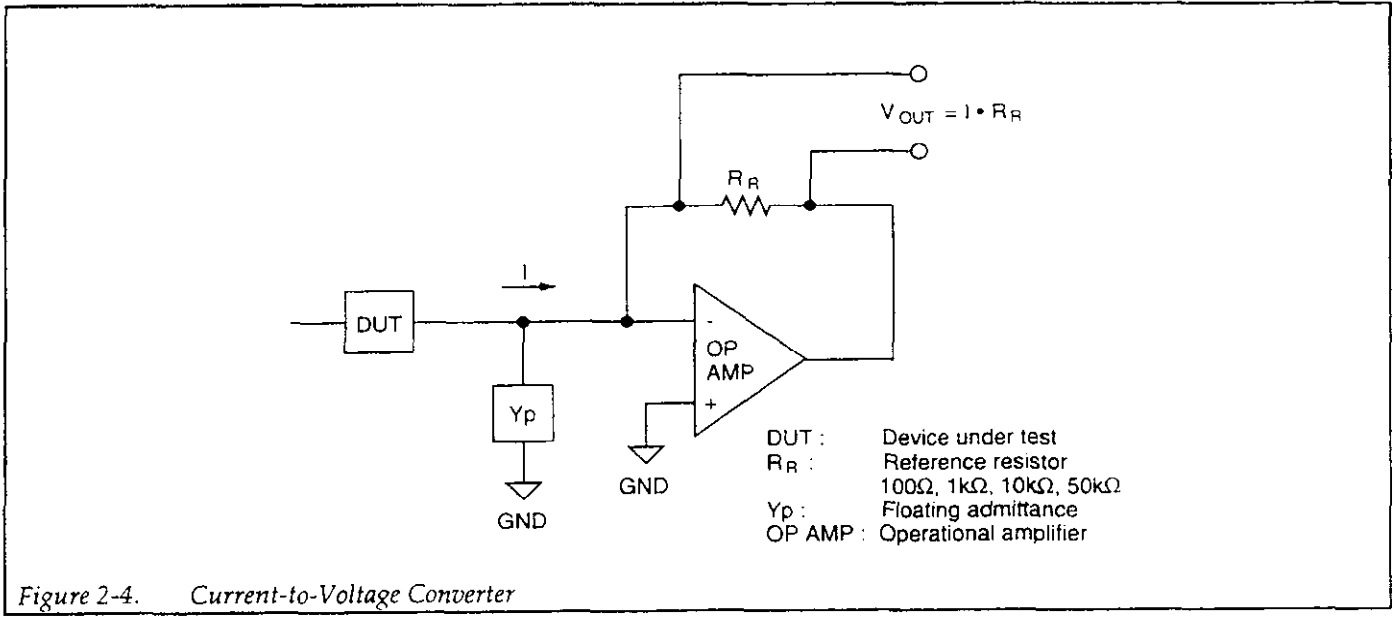 V OUT = I • R R
R R
I
DUT
-
OP
AMP
+
Yp
GND
GND
DUT : Device under test
R R : Reference resistor
100Ω, 1kΩ, 10kΩ, 50kΩ
Yp : Floating admittance
OP AMP : Operational amplifier
Figure 2-4. Current-to-Voltage Converter